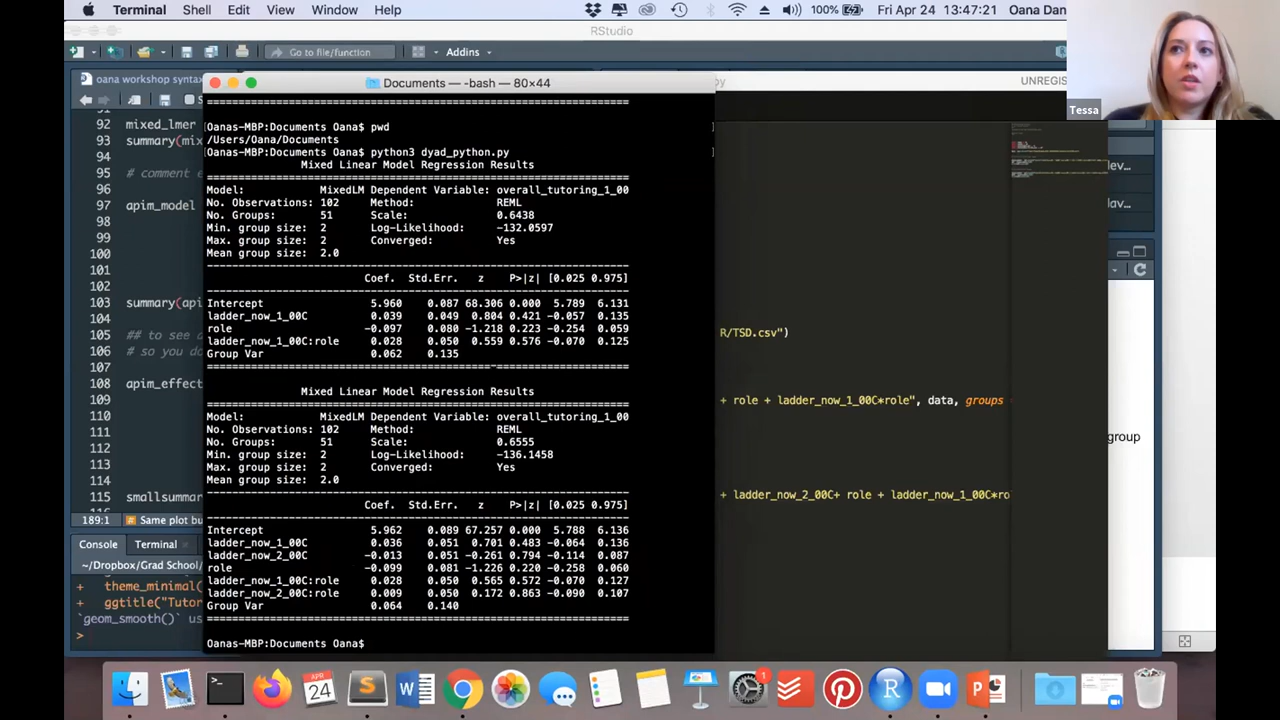 Terminal Shell Edit View Window Help 100% Fri Apr 24 13:47:21 Oana Dan
RStudio
Go to file/function Addins
Tessa
oana workshop synta
Documents — -bash — 80×44
UNREGIS
92 mixed_lmer
93 summary(mix
94
95
96 # comment e
97 apim_model
98
99
100
101
102
103 summary(api
104
105 ## to see a
106 # so you do
107
108 apim_effect
109
110
111
112
113
114
115 smallsummar
189:1 Same plot bu
Console Terminal
~/Dropbox/Grad School/
+ theme_minimal(
+ ggtitle("Tutor
`geom_smooth()` us
>
===========================================================================
Oanas-MBP:Documents Oana$ pwd
/Users/Oana/Documents
Oanas-MBP:Documents Oana$ python3 dyad_python.py
Mixed Linear Model Regression Results
===========================================================================
Model: MixedLM Dependent Variable: overall_tutoring_1_00
No. Observations: 102 Method: REML
No. Groups: 51 Scale: 0.6438
Min. group size: 2 Log-Likelihood: -132.0597
Max. group size: 2 Converged: Yes
Mean group size: 2.0
---------------------------------------------------------------------------
Coef. Std.Err. z P>|z| [0.025 0.975]
---------------------------------------------------------------------------
Intercept 5.960 0.087 68.306 0.000 5.789 6.131
ladder_now_1_00C 0.039 0.049 0.804 0.421 -0.057 0.135
role -0.097 0.080 -1.218 0.223 -0.254 0.059
ladder_now_1_00C:role 0.028 0.050 0.559 0.576 -0.070 0.125
Group Var 0.062 0.135
===========================================================================
Mixed Linear Model Regression Results
===========================================================================
Model: MixedLM Dependent Variable: overall_tutoring_1_00
No. Observations: 102 Method: REML
No. Groups: 51 Scale: 0.6555
Min. group size: 2 Log-Likelihood: -136.1458
Max. group size: 2 Converged: Yes
Mean group size: 2.0
---------------------------------------------------------------------------
Coef. Std.Err. z P>|z| [0.025 0.975]
---------------------------------------------------------------------------
Intercept 5.962 0.089 67.257 0.000 5.788 6.136
ladder_now_1_00C 0.036 0.051 0.701 0.483 -0.064 0.136
ladder_now_2_00C -0.013 0.051 -0.261 0.794 -0.114 0.087
role -0.099 0.081 -1.226 0.220 -0.258 0.060
ladder_now_1_00C:role 0.028 0.050 0.565 0.572 -0.070 0.127
ladder_now_2_00C:role 0.009 0.050 0.172 0.863 -0.090 0.107
Group Var 0.064 0.140
===========================================================================
Oanas-MBP:Documents Oana$
R/TSD.csv")
+ role + ladder_now_1_00C*role", data, groups
+ ladder_now_2_00C+ role + ladder_now_1_00C*ro
group
APR
24
1